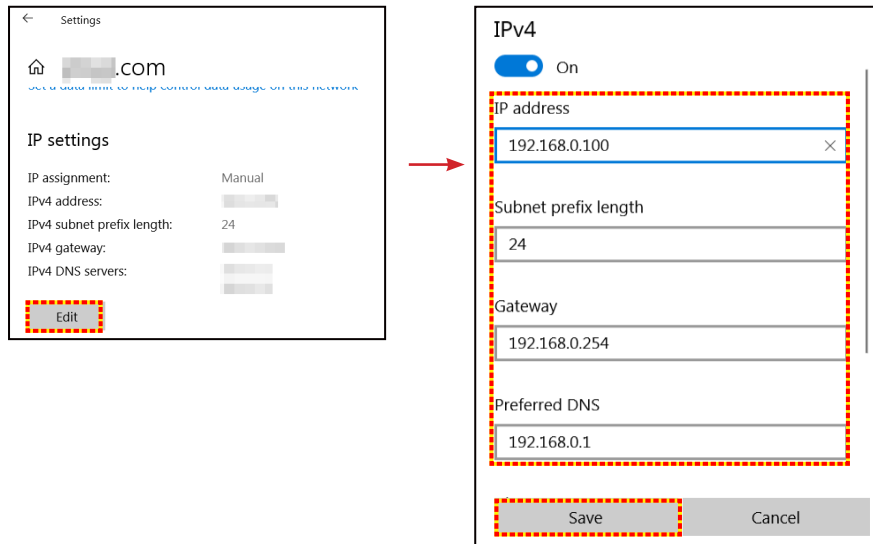 Settings
.com
Set a data limit to help control data usage on this network
IP settings
IP assignment: Manual
IPv4 address:
IPv4 subnet prefix length: 24
IPv4 gateway:
IPv4 DNS servers:
Edit
IPv4
On
IP address
192.168.0.100
Subnet prefix length
24
Gateway
192.168.0.254
Preferred DNS
192.168.0.1
Save Cancel